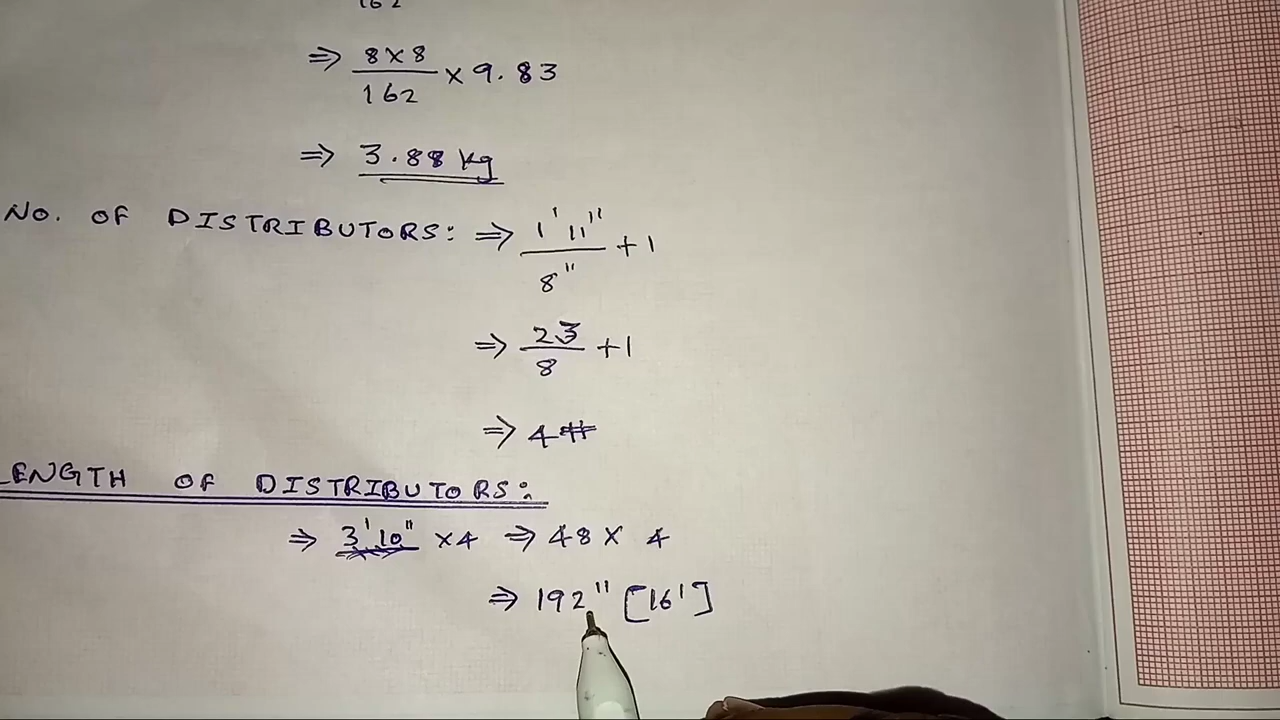 162
⇒ 8×8/162 × 9.83
⇒ 3.88 kg
No. OF DISTRIBUTORS: ⇒ 1'11"/8" + 1
⇒ 23/8 + 1
⇒ 4#
LENGTH OF DISTRIBUTORS:
⇒ 3'10" ×4 ⇒ 48 × 4
⇒ 192" [16']